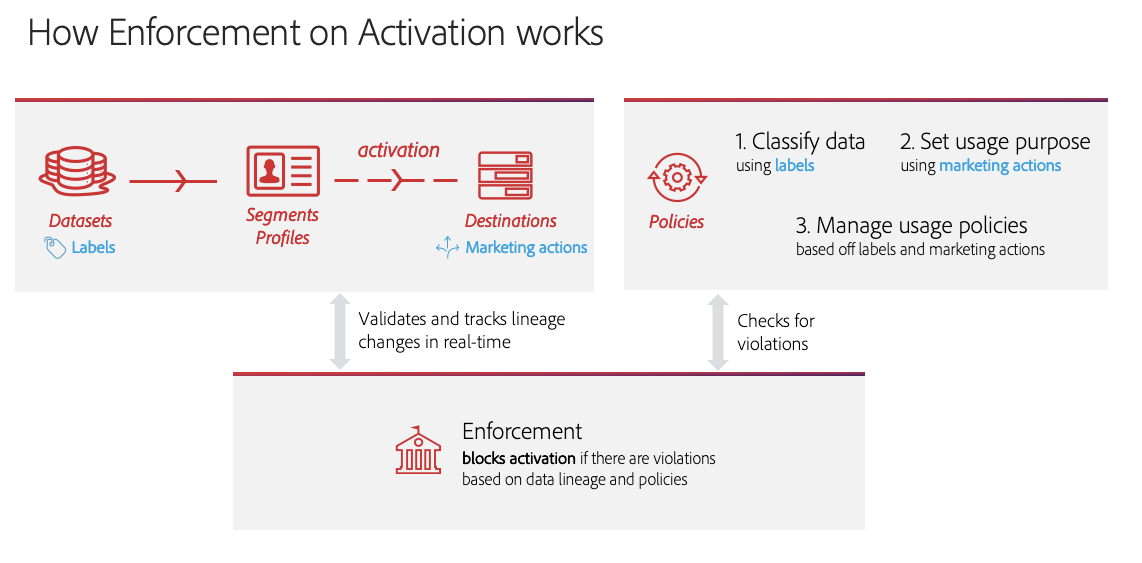 How Enforcement on Activation works
activation
Datasets
Labels
Segments
Profiles
Destinations
Marketing actions
Policies
1. Classify data
using labels
2. Set usage purpose
using marketing actions
3. Manage usage policies
based off labels and marketing actions
Validates and tracks lineage
changes in real-time
Checks for
violations
Enforcement
blocks activation if there are violations
based on data lineage and policies